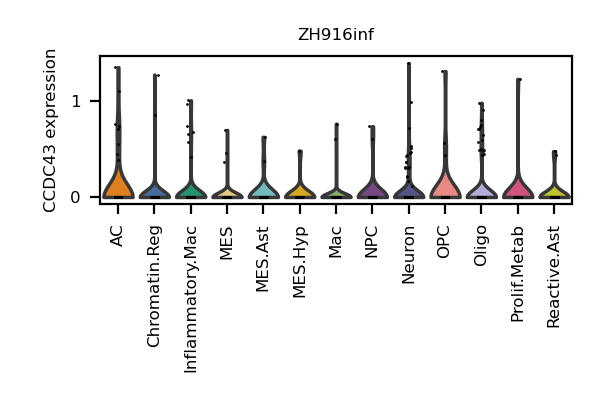 ZH916inf
CCDC43 expression
1
0
AC
Chromatin.Reg
Inflammatory.Mac
MES
MES.Ast
MES.Hyp
Mac
NPC
Neuron
OPC
Oligo
Prolif.Metab
Reactive.Ast